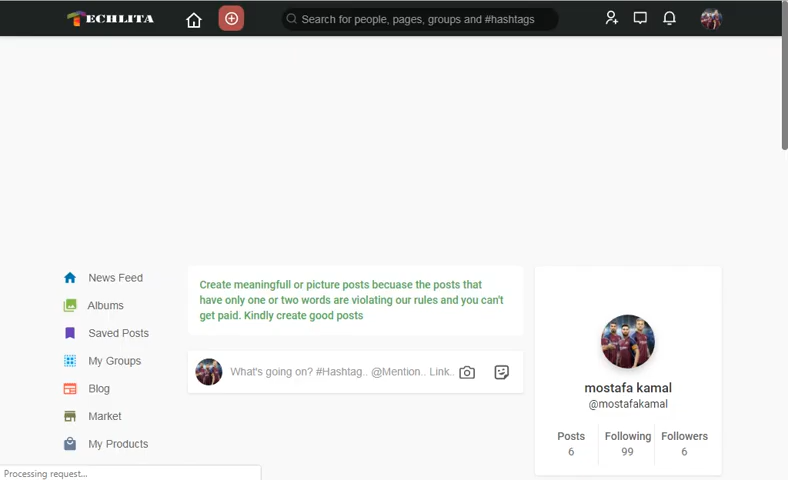 TECHLITA
Search for people, pages, groups and #hashtags
News Feed
Albums
Saved Posts
My Groups
Blog
Market
My Products
Create meaningfull or picture posts becuase the posts that
have only one or two words are violating our rules and you can't
get paid. Kindly create good posts
What's going on? #Hashtag.. @Mention.. Link..
mostafa kamal
@mostafakamal
Posts Following Followers
6 99 6
Processing request...